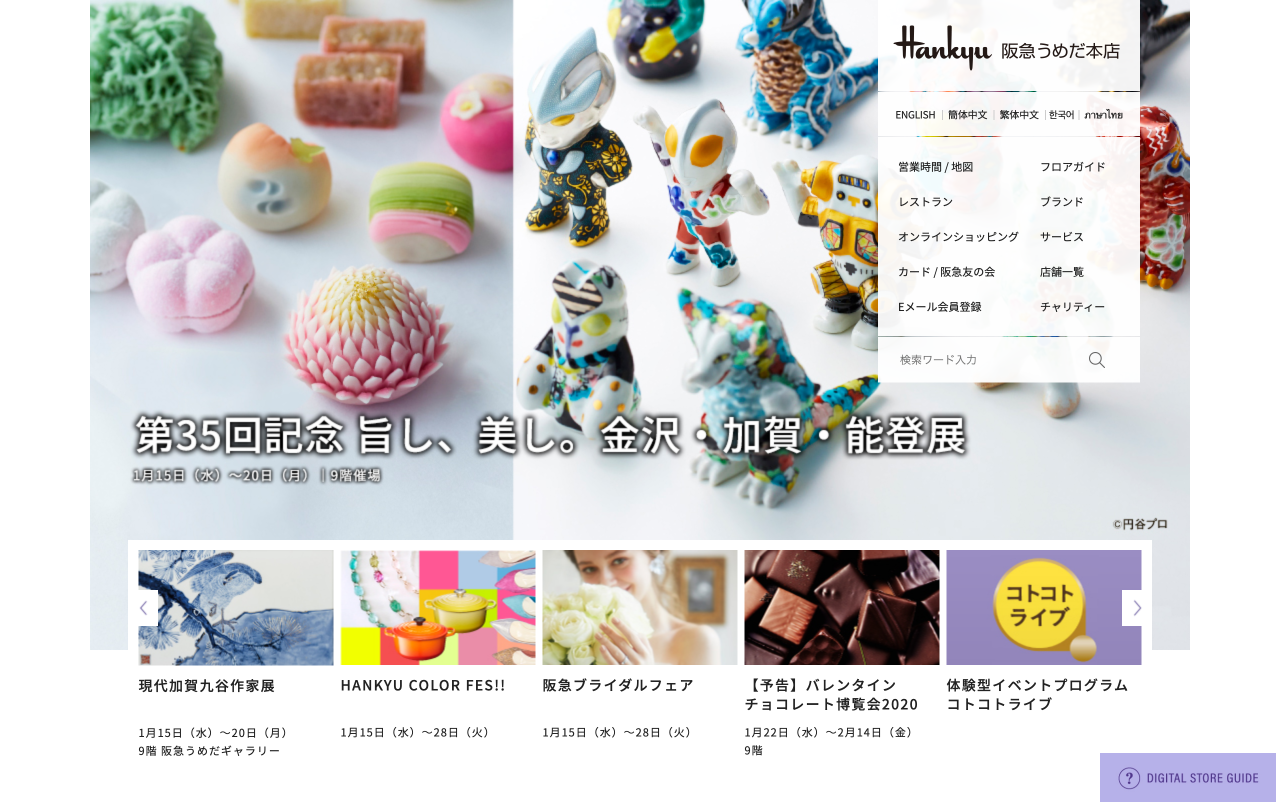 Hankyu 阪急うめだ本店
ENGLISH | 簡体中文 | 繁体中文 | 한국어 | ภาษาไทย
営業時間 / 地図
フロアガイド
レストラン
ブランド
オンラインショッピング
サービス
カード / 阪急友の会
店舗一覧
Eメール会員登録
チャリティー
検索ワード入力
第35回記念 旨し、美し。金沢・加賀・能登展
1月15日（水）～20日（月）｜9階催場
©円谷プロ
コトコト
ライブ
現代加賀九谷作家展
1月15日（水）～20日（月）
9階 阪急うめだギャラリー
HANKYU COLOR FES!!
1月15日（水）～28日（火）
阪急ブライダルフェア
1月15日（水）～28日（火）
【予告】バレンタイン
チョコレート博覧会2020
1月22日（水）～2月14日（金）
9階
体験型イベントプログラム
コトコトライブ
? DIGITAL STORE GUIDE